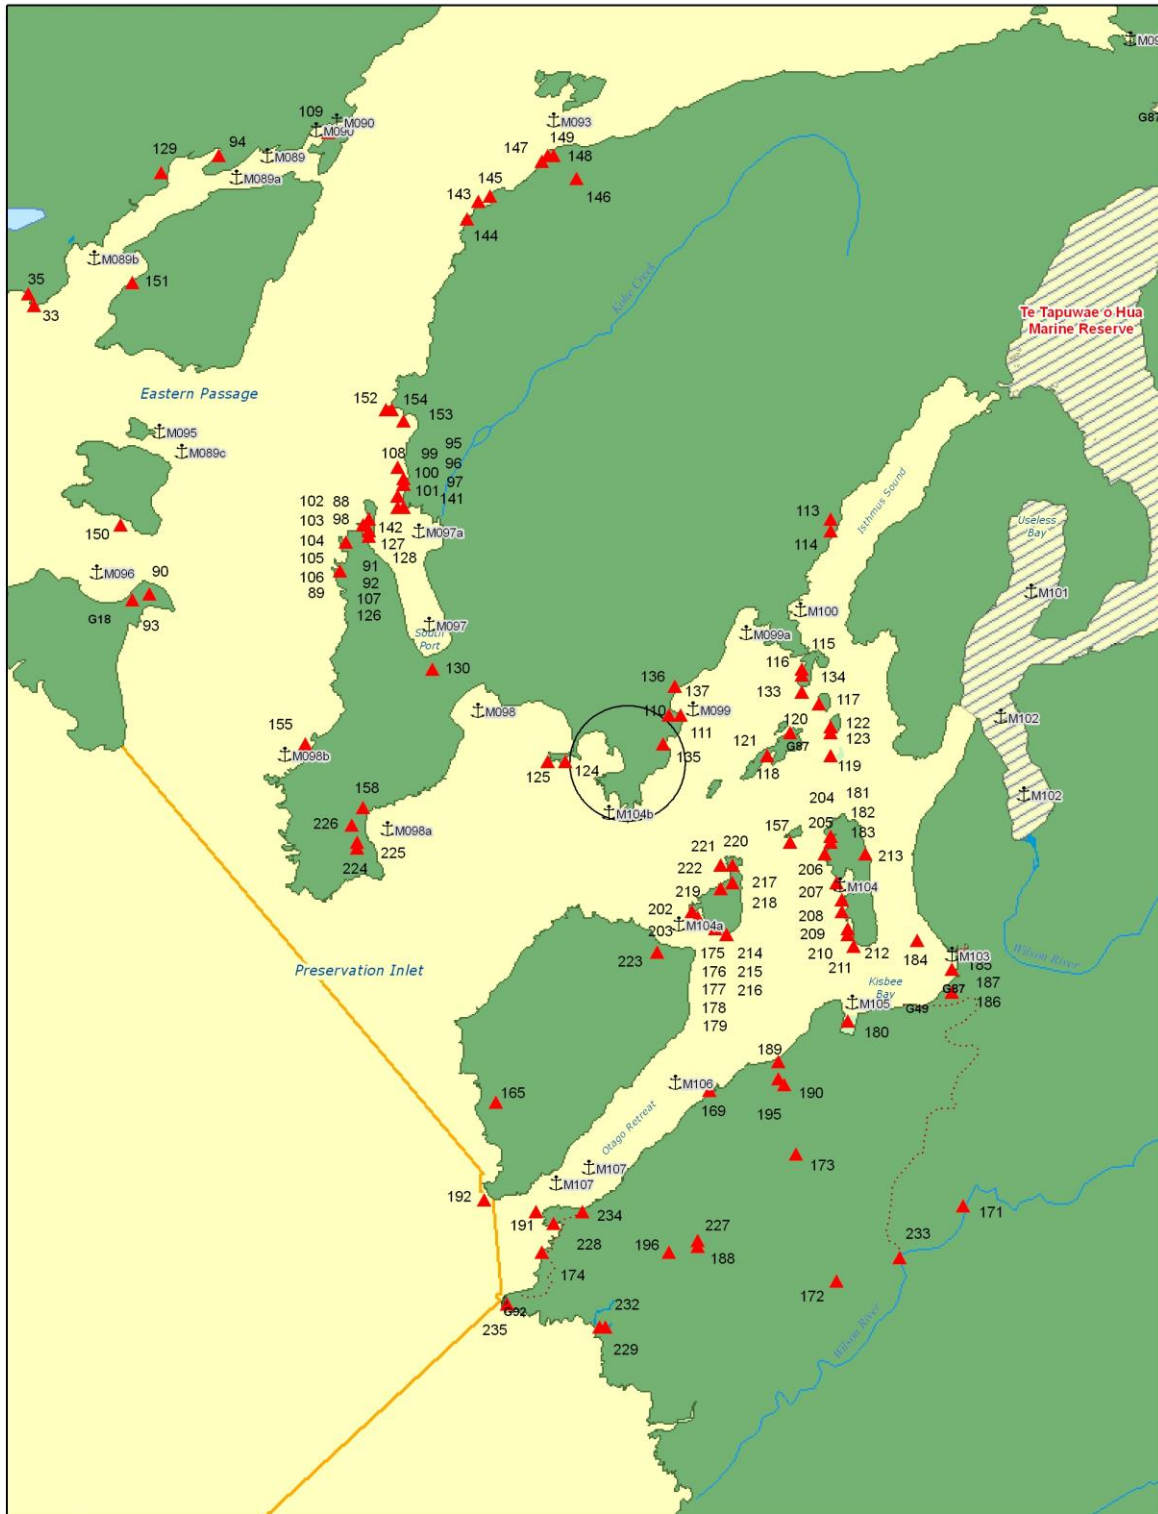 M09
109
M090
M090
G87
94
M089
129
M089a
M093
149
147
148
145
146
143
144
M089b
151
35
33
Kohe Creek
Te Tapuwae o Hua
Marine Reserve
Eastern Passage
152
154
153
M095
M089c
108
99
95
100
96
101
97
141
102
88
103
98
142
M097a
104
127
128
105
91
106
92
89
107
126
150
M096
90
G18
93
113
114
Isthmus Sound
Useless
Bay
M101
M100
M097
South
Port
M099a
115
130
116
134
136
137
133
117
M098
110
M099
111
120
122
G87
123
M102
155
M098b
135
121
118
119
125
124
M102
158
M104b
204
181
182
226
M098a
157
205
183
213
225
224
221
220
222
206
217
207
M104
219
218
202
208
M104a
209
203
175
214
210
212
184
M103
223
176
215
211
185
177
216
Kisbee
Bay
187
G87
178
G49
186
M105
179
180
Wilson River
Preservation Inlet
189
M106
190
165
169
195
Otago Retreat
173
M107
M107
192
191
234
171
228
227
233
196
188
174
172
G92
232
235
229
Wilson River